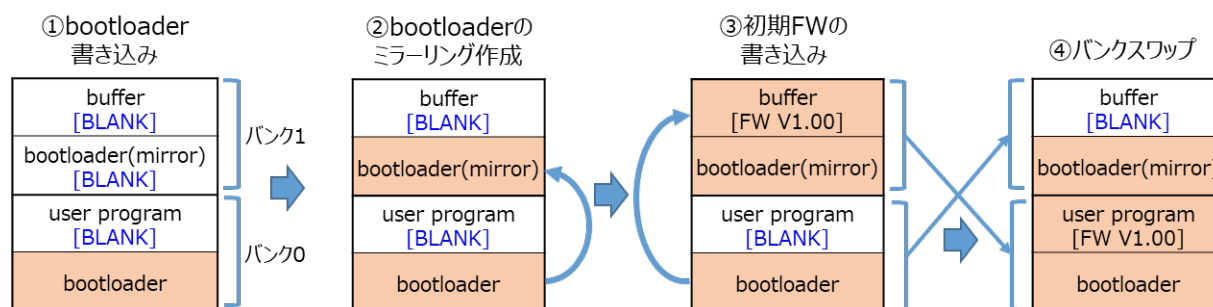 ①bootloader
書き込み
buffer
[BLANK]
bootloader(mirror)
[BLANK]
user program
[BLANK]
bootloader
バンク1
バンク0
②bootloaderの
ミラーリング作成
buffer
[BLANK]
bootloader(mirror)
user program
[BLANK]
bootloader
③初期FWの
書き込み
buffer
[FW V1.00]
bootloader(mirror)
user program
[BLANK]
bootloader
④バンクスワップ
buffer
[BLANK]
bootloader(mirror)
user program
[FW V1.00]
bootloader